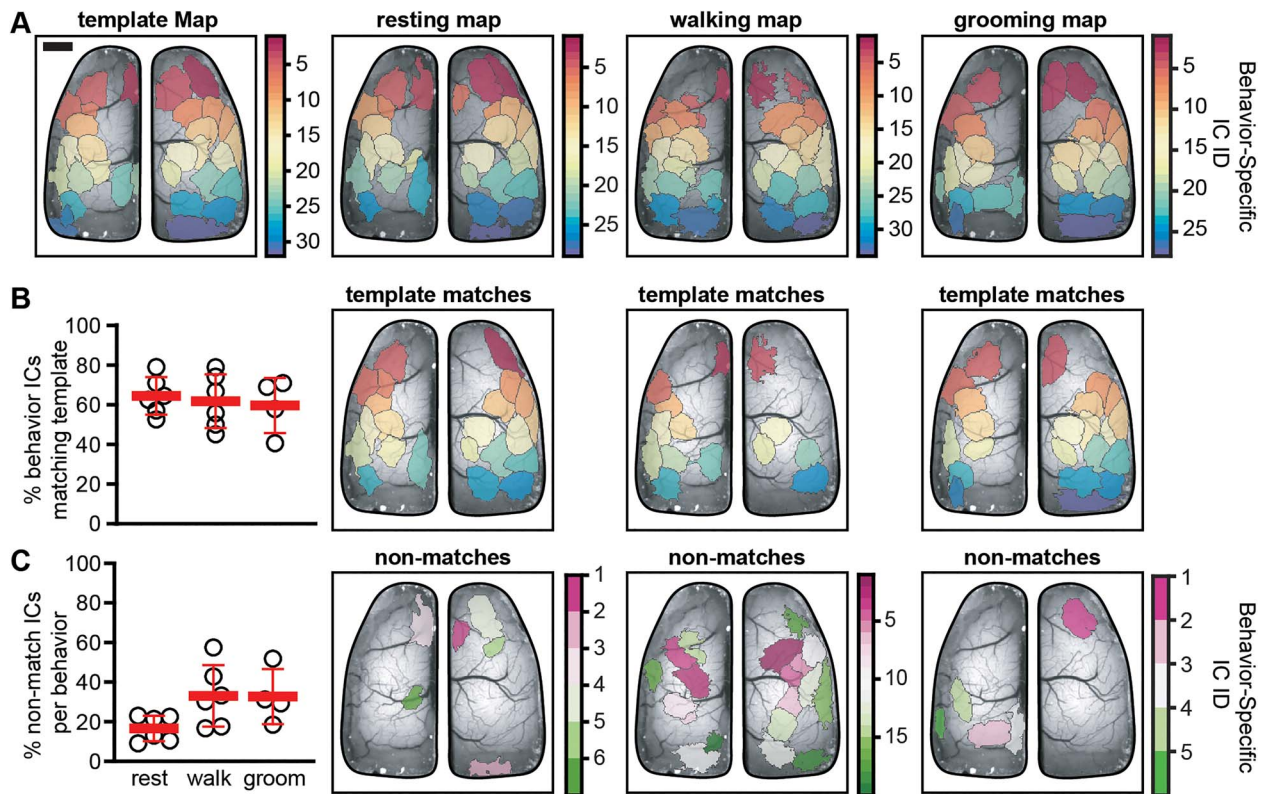 A
template Map
resting map
walking map
grooming map
5
10
15
20
25
30
5
10
15
20
25
5
10
15
20
25
30
5
10
15
20
25
Behavior-Specific
IC ID
B
% behavior ICs
matching template
100
80
60
40
20
0
template matches
template matches
template matches
C
% non-match ICs
per behavior
100
80
60
40
20
0
rest walk groom
non-matches
non-matches
non-matches
1
2
3
4
5
6
5
10
15
1
2
3
4
5
Behavior-Specific
IC ID